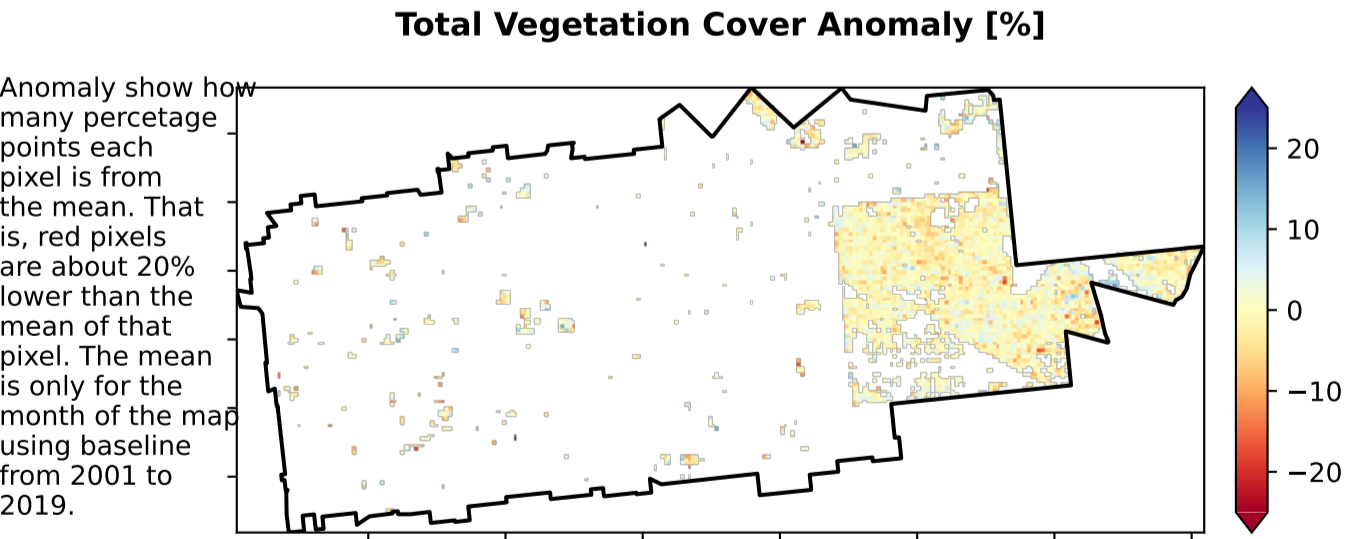 Total Vegetation Cover Anomaly [%]
Anomaly show how
many percetage
points each
pixel is from
the mean. That
is, red pixels
are about 20%
lower than the
mean of that
pixel. The mean
is only for the
month of the map
using baseline
from 2001 to
2019.
20
10
0
−10
−20